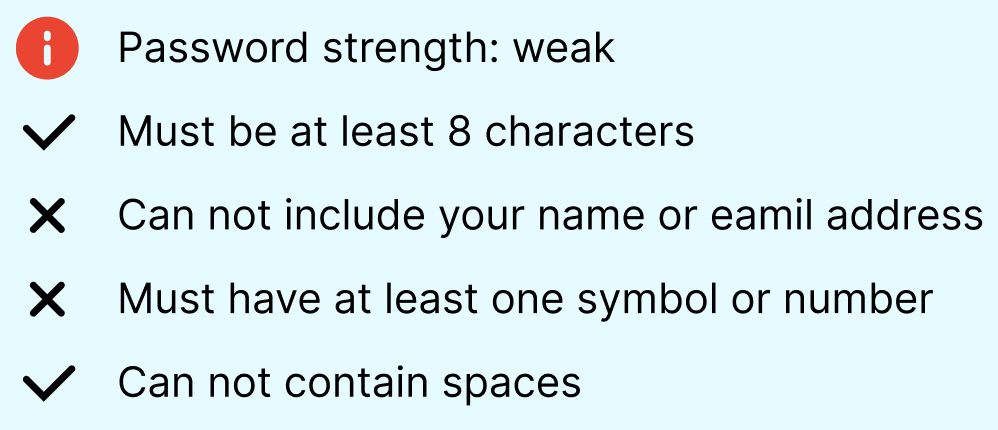 Password strength: weak
Must be at least 8 characters
Can not include your name or eamil address
Must have at least one symbol or number
Can not contain spaces